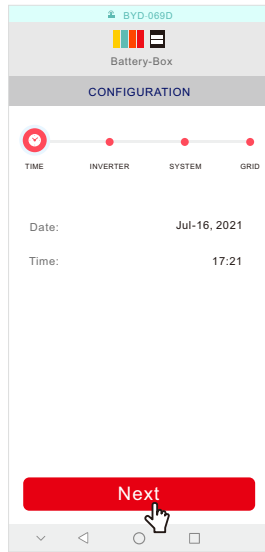 BYD-069D
Battery-Box
CONFIGURATION
TIME INVERTER SYSTEM GRID
Date: Jul-16, 2021
Time: 17:21
Next